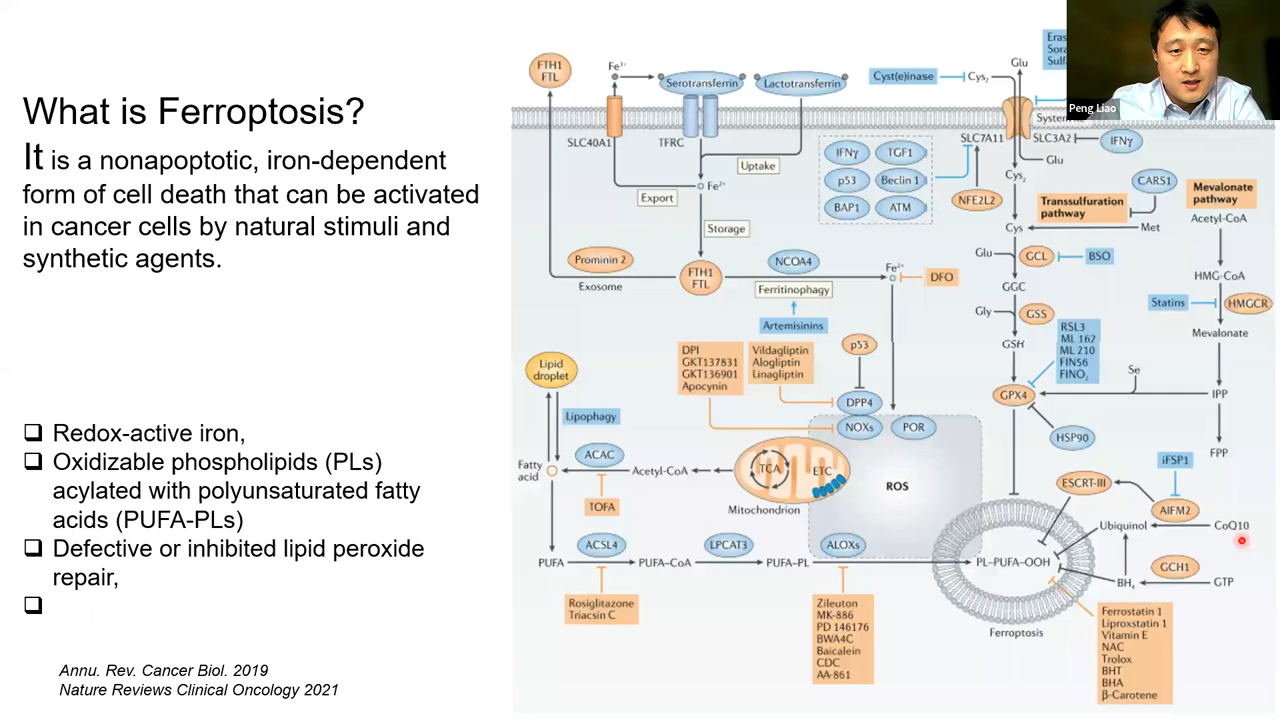 What is Ferroptosis?
It is a nonapoptotic, iron-dependent
form of cell death that can be activated
in cancer cells by natural stimuli and
synthetic agents.
Redox-active iron,
Oxidizable phospholipids (PLs)
acylated with polyunsaturated fatty
acids (PUFA-PLs)
Defective or inhibited lipid peroxide
repair,
Annu. Rev. Cancer Biol. 2019
Nature Reviews Clinical Oncology 2021
Peng Liao
FTH1
FTL
Fe³⁺
Serotransferrin
Lactotransferrin
SLC40A1
TFRC
Uptake
Export
Fe²⁺
Storage
Prominin 2
Exosome
FTH1
FTL
NCOA4
Ferritinophagy
Artemisinins
Fe²⁺
DFO
Cyst(e)inase
Cys₂
Glu
SLC7A11
SLC3A2
IFNγ
Glu
Cys₂
IFNγ
TGF1
p53
Beclin 1
BAP1
ATM
NFE2L2
CARS1
Transsulfuration
pathway
Met
Cys
Glu
GCL
BSO
GGC
Gly
GSS
GSH
RSL3
ML 162
ML 210
FIN56
FINO₂
GPX4
Se
HSP90
Mevalonate
pathway
Acetyl-CoA
HMG-CoA
Statins
HMGCR
Mevalonate
IPP
FPP
iFSP1
ESCRT-III
AIFM2
Ubiquinol
CoQ10
GCH1
BH₄
GTP
Lipid
droplet
Lipophagy
DPI
GKT137831
GKT136901
Apocynin
Vildagliptin
Alogliptin
Linagliptin
p53
DPP4
NOXs
POR
ROS
Fatty
acid
ACAC
Acetyl-CoA
TCA
ETC
Mitochondrion
TOFA
PUFA
ACSL4
PUFA–CoA
LPCAT3
PUFA–PL
ALOXs
PL–PUFA–OOH
Rosiglitazone
Triacsin C
Zileuton
MK-886
PD 146176
BWA4C
Baicalein
CDC
AA-861
Ferroptosis
Ferrostatin 1
Liproxstatin 1
Vitamin E
NAC
Trolox
BHT
BHA
β-Carotene